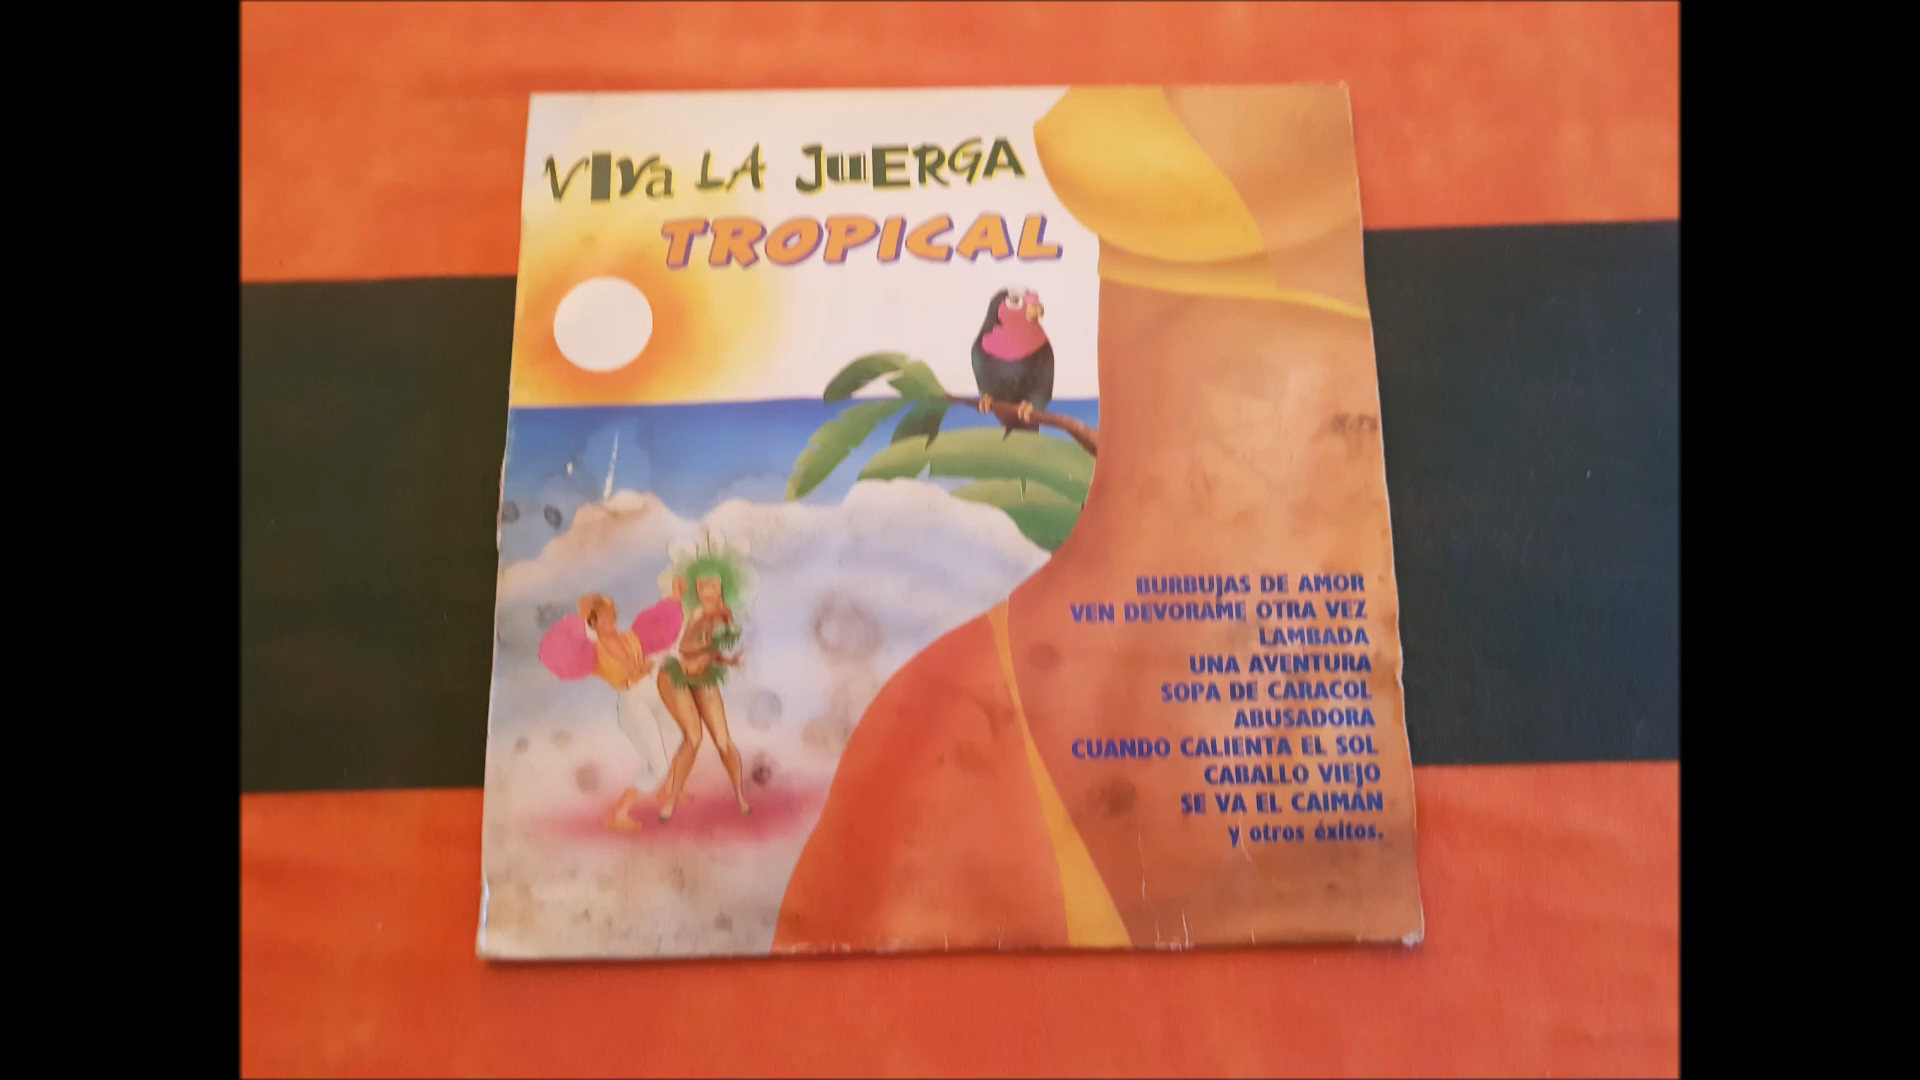 VIVa LA JUERGA
TROPICAL
BURBUJAS DE AMOR
VEN DEVORAME OTRA VEZ
LAMBADA
UNA AVENTURA
SOPA DE CARACOL
ABUSADORA
CUANDO CALIENTA EL SOL
CABALLO VIEJO
SE VA EL CAIMÁN
y otros éxitos.